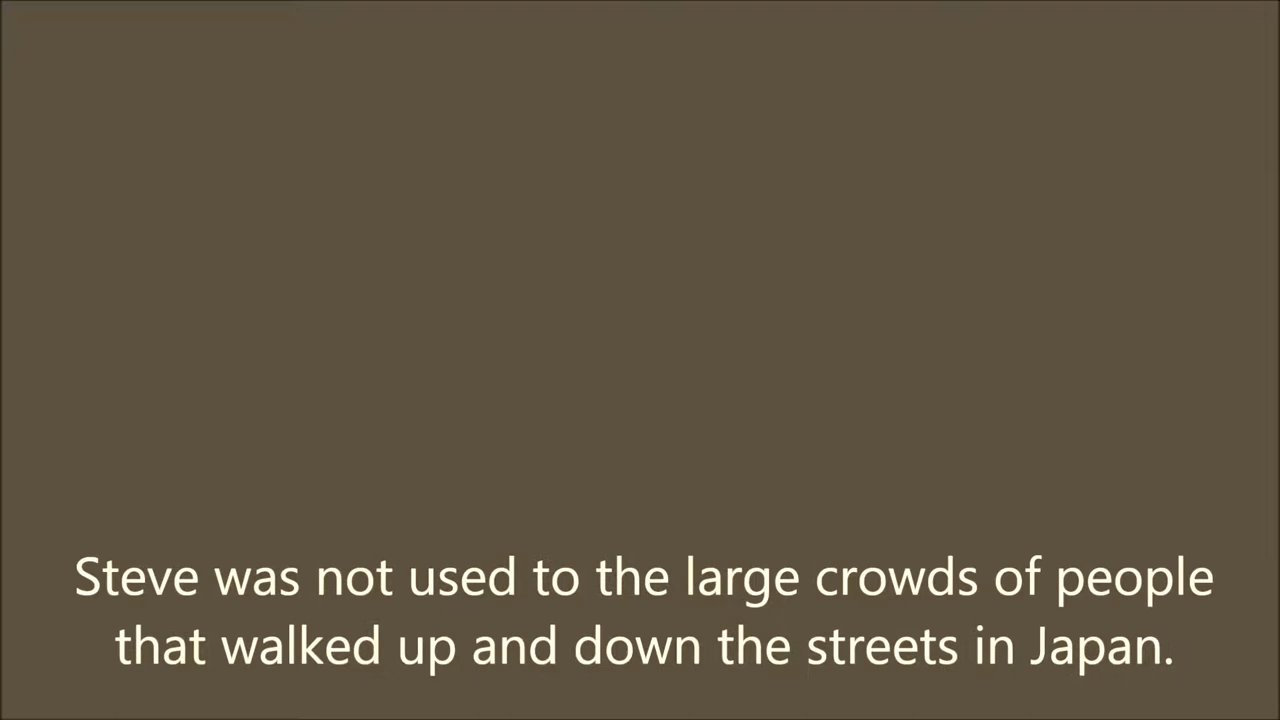 Steve was not used to the large crowds of people
that walked up and down the streets in Japan.